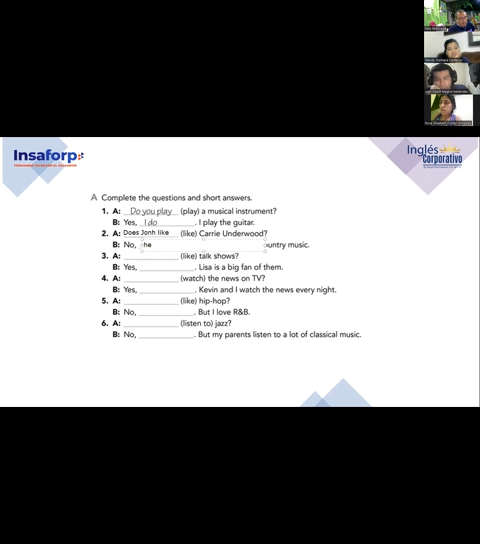 Insaforp
Inglés
Corporativo
A Complete the questions and short answers.
1. A: Do you play (play) a musical instrument?
B: Yes, I do . I play the guitar.
2. A: Does Jonh like (like) Carrie Underwood?
B: No, he untry music.
3. A: (like) talk shows?
B: Yes, . Lisa is a big fan of them.
4. A: (watch) the news on TV?
B: Yes, . Kevin and I watch the news every night.
5. A: (like) hip-hop?
B: No, . But I love R&B.
6. A: (listen to) jazz?
B: No, . But my parents listen to a lot of classical music.